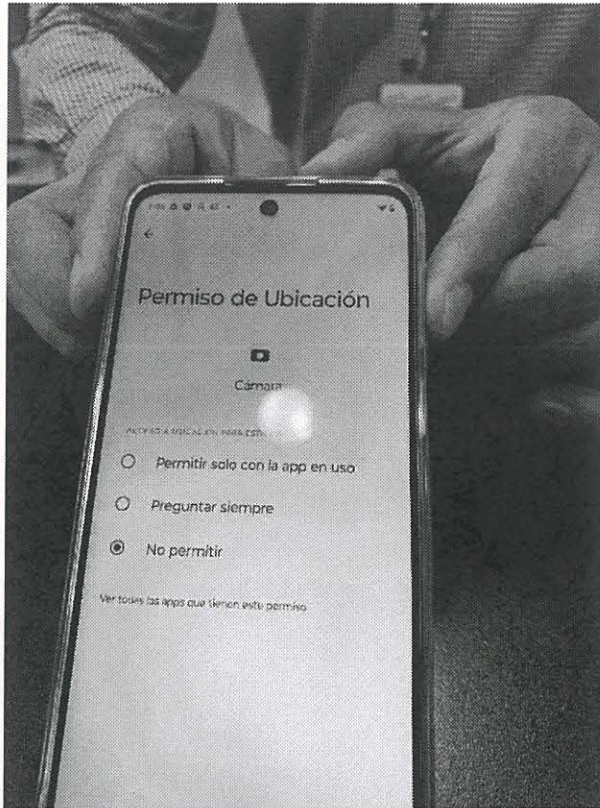 Permiso de Ubicación
Cámara
Permitir solo con la app en uso
Preguntar siempre
No permitir
Ver todas las apps que tienen este permiso